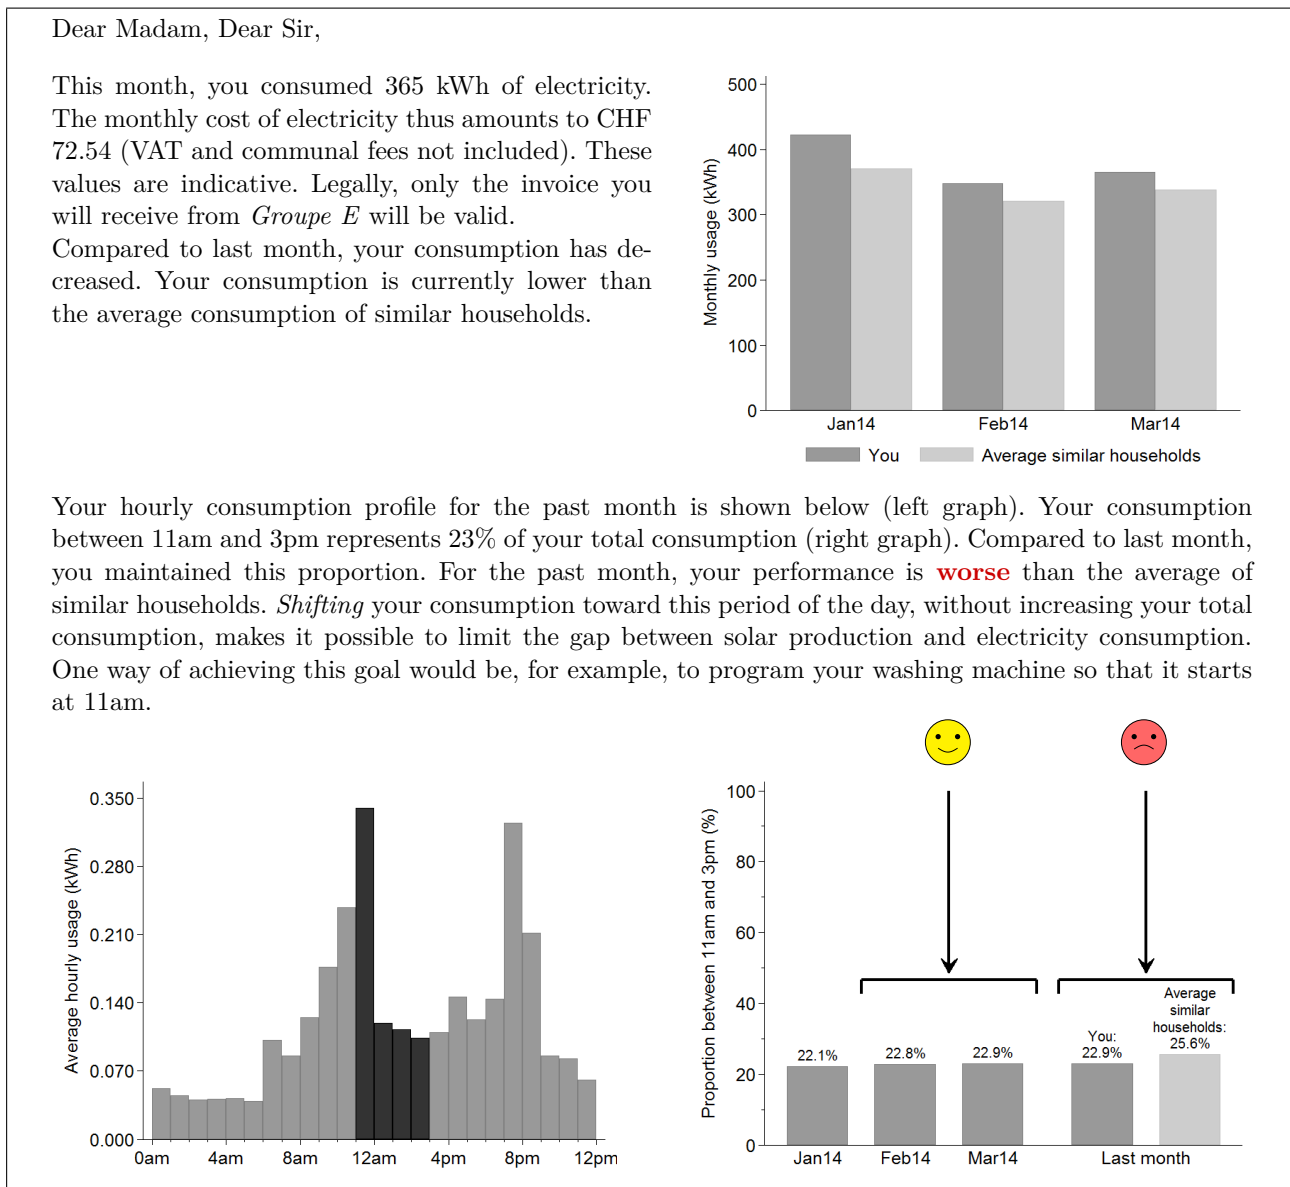 Dear Madam, Dear Sir,
This month, you consumed 365 kWh of electricity.
The monthly cost of electricity thus amounts to CHF
72.54 (VAT and communal fees not included). These
values are indicative. Legally, only the invoice you
will receive from Groupe E will be valid.
Compared to last month, your consumption has de-
creased. Your consumption is currently lower than
the average consumption of similar households.
Monthly usage (kWh)
500
400
300
200
100
0
Jan14 Feb14 Mar14
You Average similar households
Your hourly consumption profile for the past month is shown below (left graph). Your consumption
between 11am and 3pm represents 23% of your total consumption (right graph). Compared to last month,
you maintained this proportion. For the past month, your performance is worse than the average of
similar households. Shifting your consumption toward this period of the day, without increasing your total
consumption, makes it possible to limit the gap between solar production and electricity consumption.
One way of achieving this goal would be, for example, to program your washing machine so that it starts
at 11am.
Average hourly usage (kWh)
0.350
0.280
0.210
0.140
0.070
0.000
0am 4am 8am 12am 4pm 8pm 12pm
Proportion between 11am and 3pm (%)
100
80
60
40
20
0
22.1%
22.8%
22.9%
You:
22.9%
Average
similar
households:
25.6%
Jan14 Feb14 Mar14 Last month